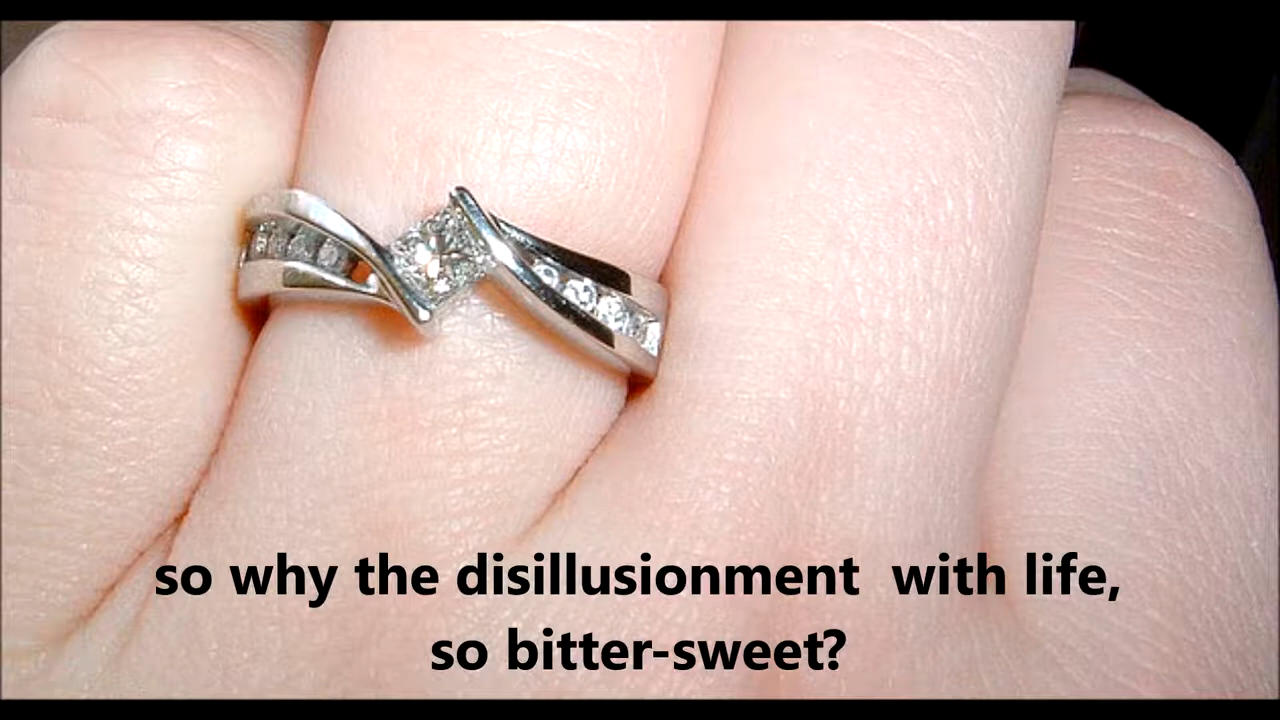 so why the disillusionment  with life,
so bitter-sweet?